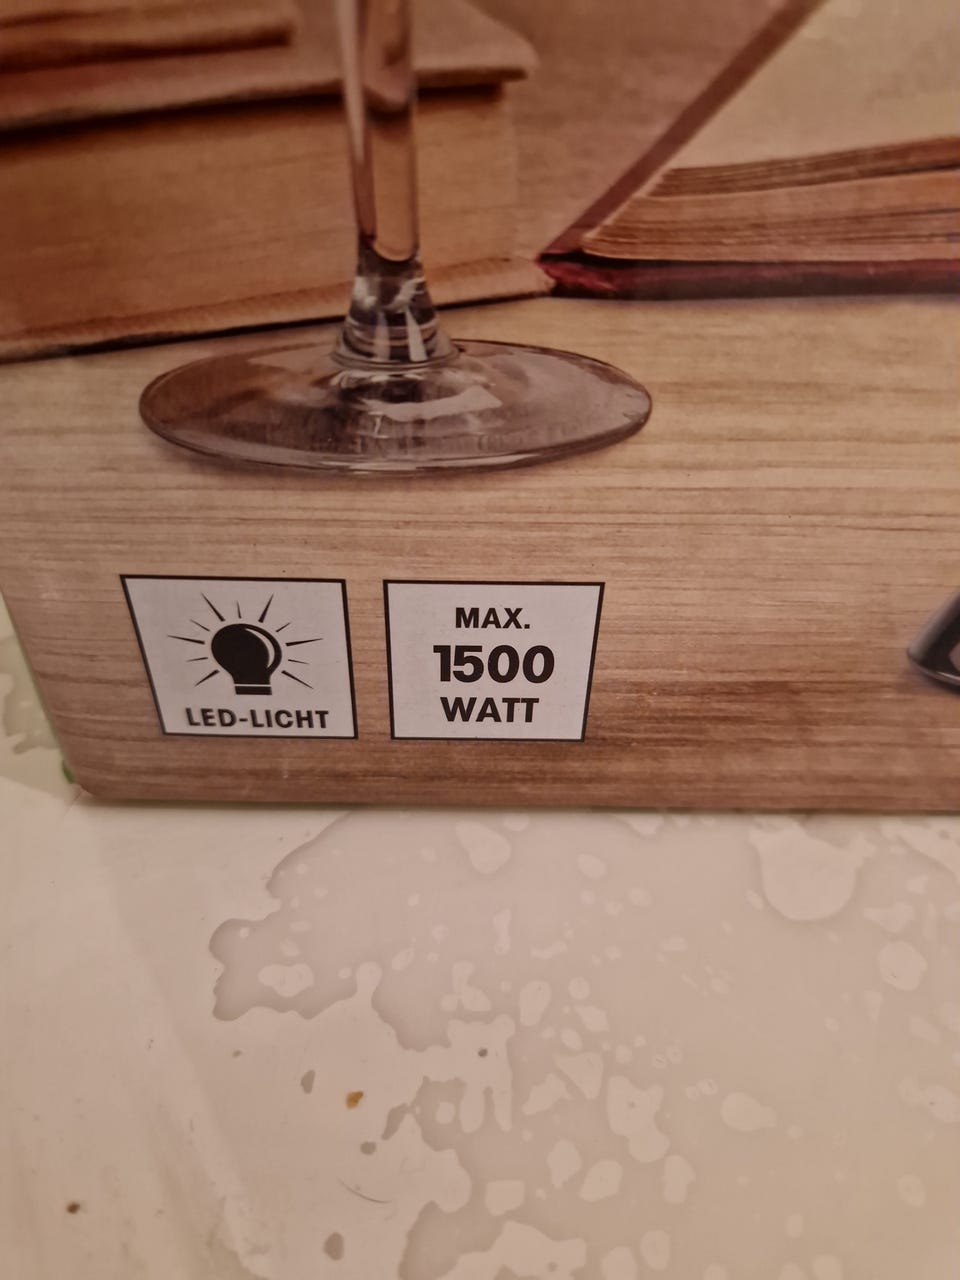 LED-LICHT
MAX.
1500
WATT